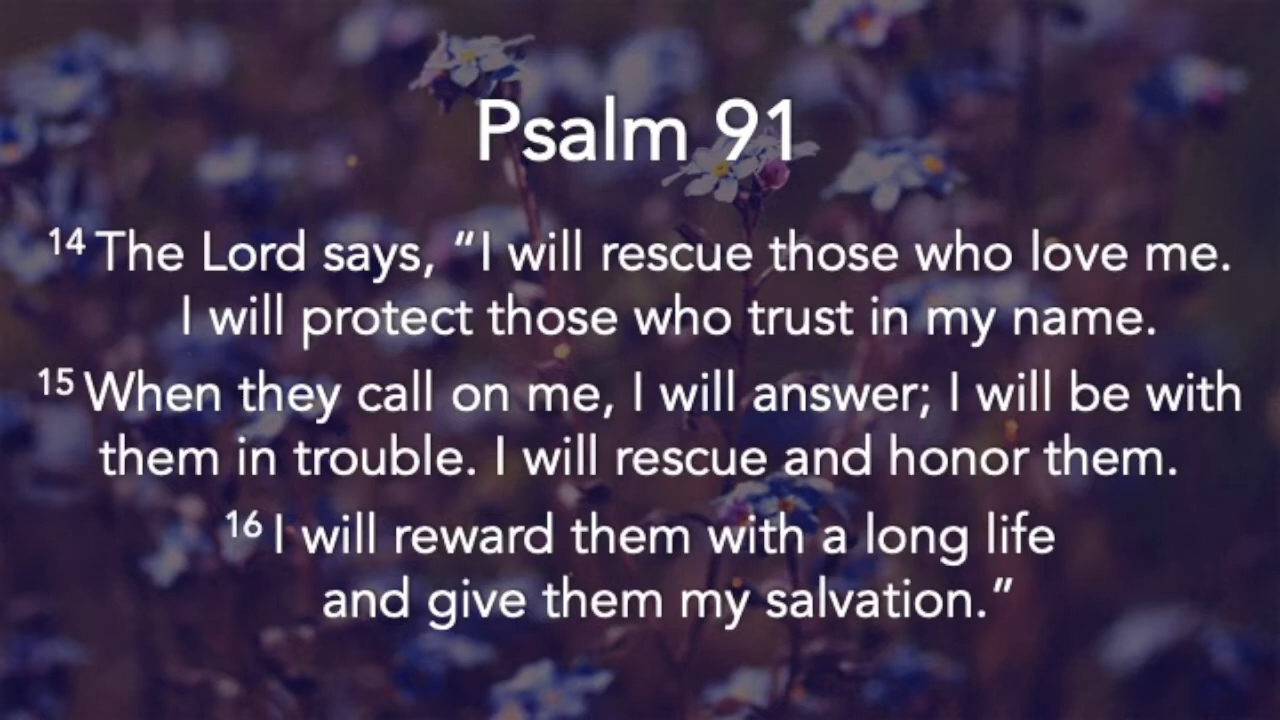 Psalm 91
14 The Lord says, “I will rescue those who love me.
I will protect those who trust in my name.
15 When they call on me, I will answer; I will be with
them in trouble. I will rescue and honor them.
16 I will reward them with a long life
and give them my salvation.”